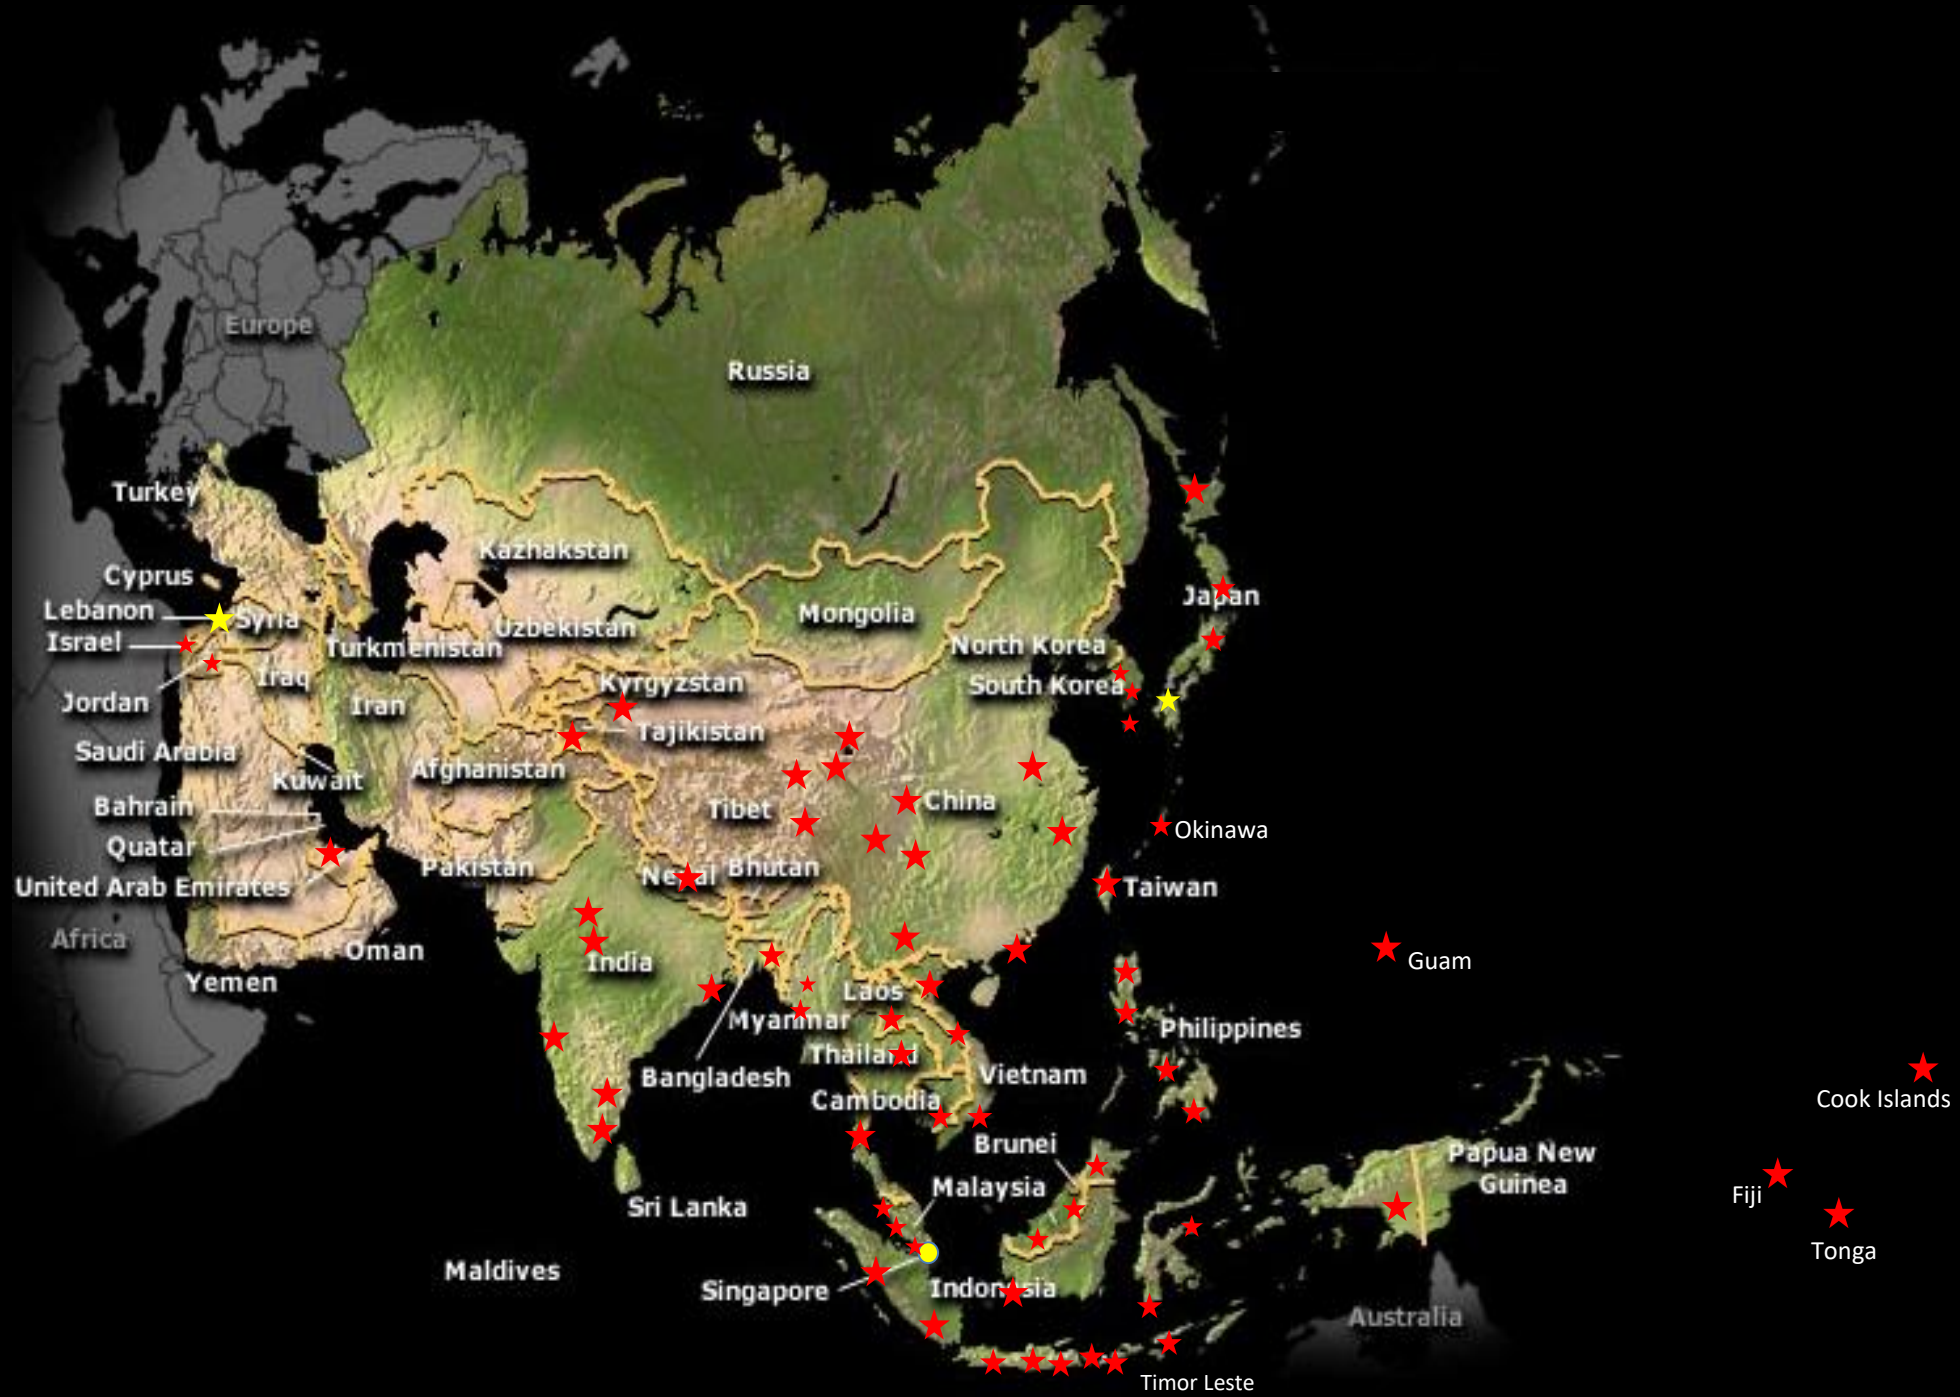 Europe
Russia
Turkey
Kazhakstan
Cyprus
Japan
Lebanon
Syria
Mongolia
Uzbekistan
Israel
Turkmenistan
North Korea
Iraq
Kyrgyzstan
South Korea
Jordan
Iran
Tajikistan
Saudi Arabia
Afghanistan
Kuwait
Bahrain
Tibet
China
Okinawa
Quatar
Pakistan
Nepal
Bhutan
United Arab Emirates
Taiwan
Africa
Oman
India
Guam
Yemen
Laos
Myanmar
Philippines
Thailand
Bangladesh
Vietnam
Cambodia
Cook Islands
Brunei
Papua New
Guinea
Malaysia
Fiji
Sri Lanka
Tonga
Maldives
Singapore
Indonesia
Australia
Timor Leste